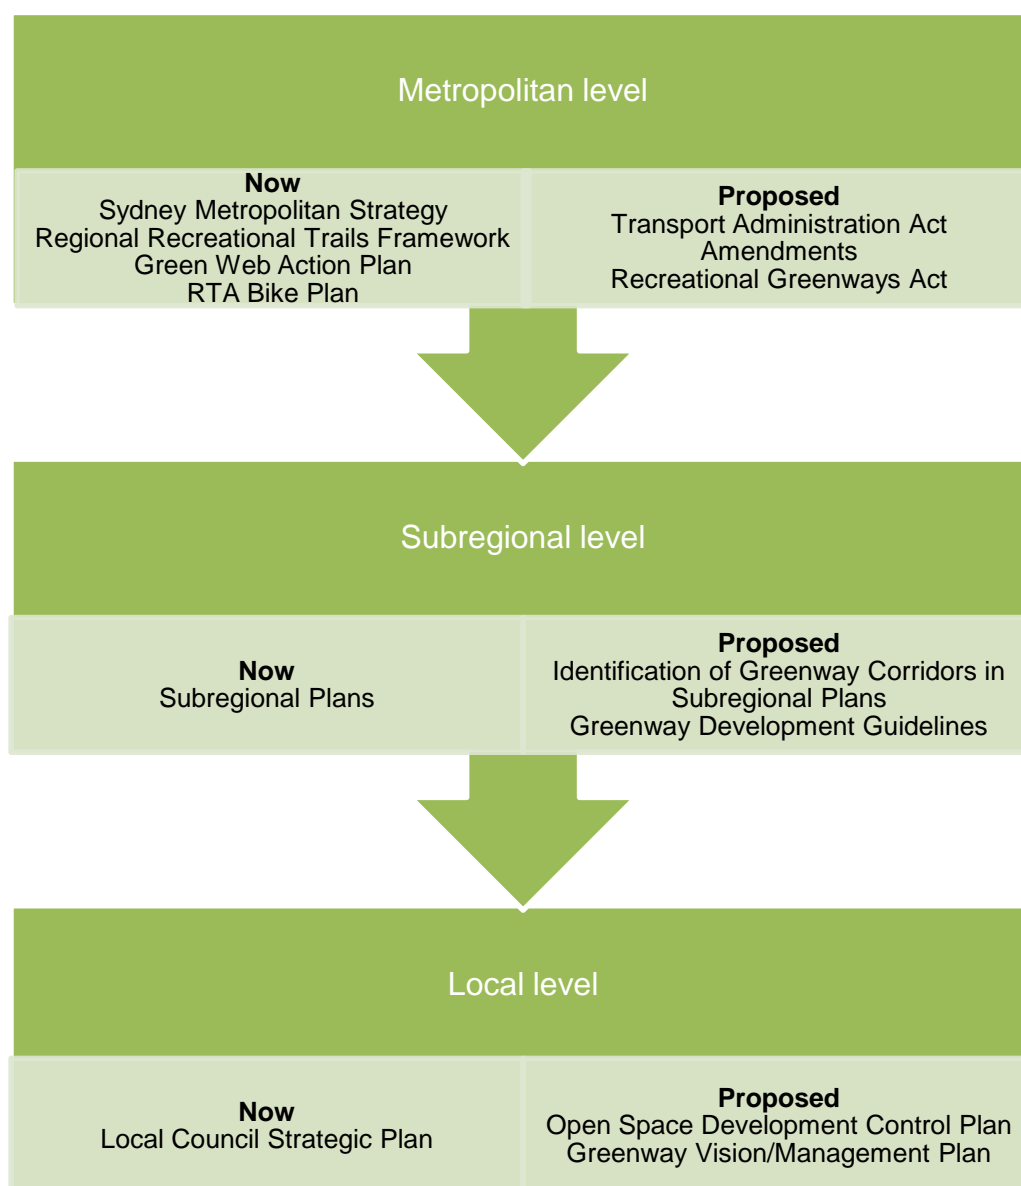 Metropolitan level
Now
Sydney Metropolitan Strategy
Regional Recreational Trails Framework
Green Web Action Plan
RTA Bike Plan
Proposed
Transport Administration Act
Amendments
Recreational Greenways Act
Subregional level
Now
Subregional Plans
Proposed
Identification of Greenway Corridors in
Subregional Plans
Greenway Development Guidelines
Local level
Now
Local Council Strategic Plan
Proposed
Open Space Development Control Plan
Greenway Vision/Management Plan